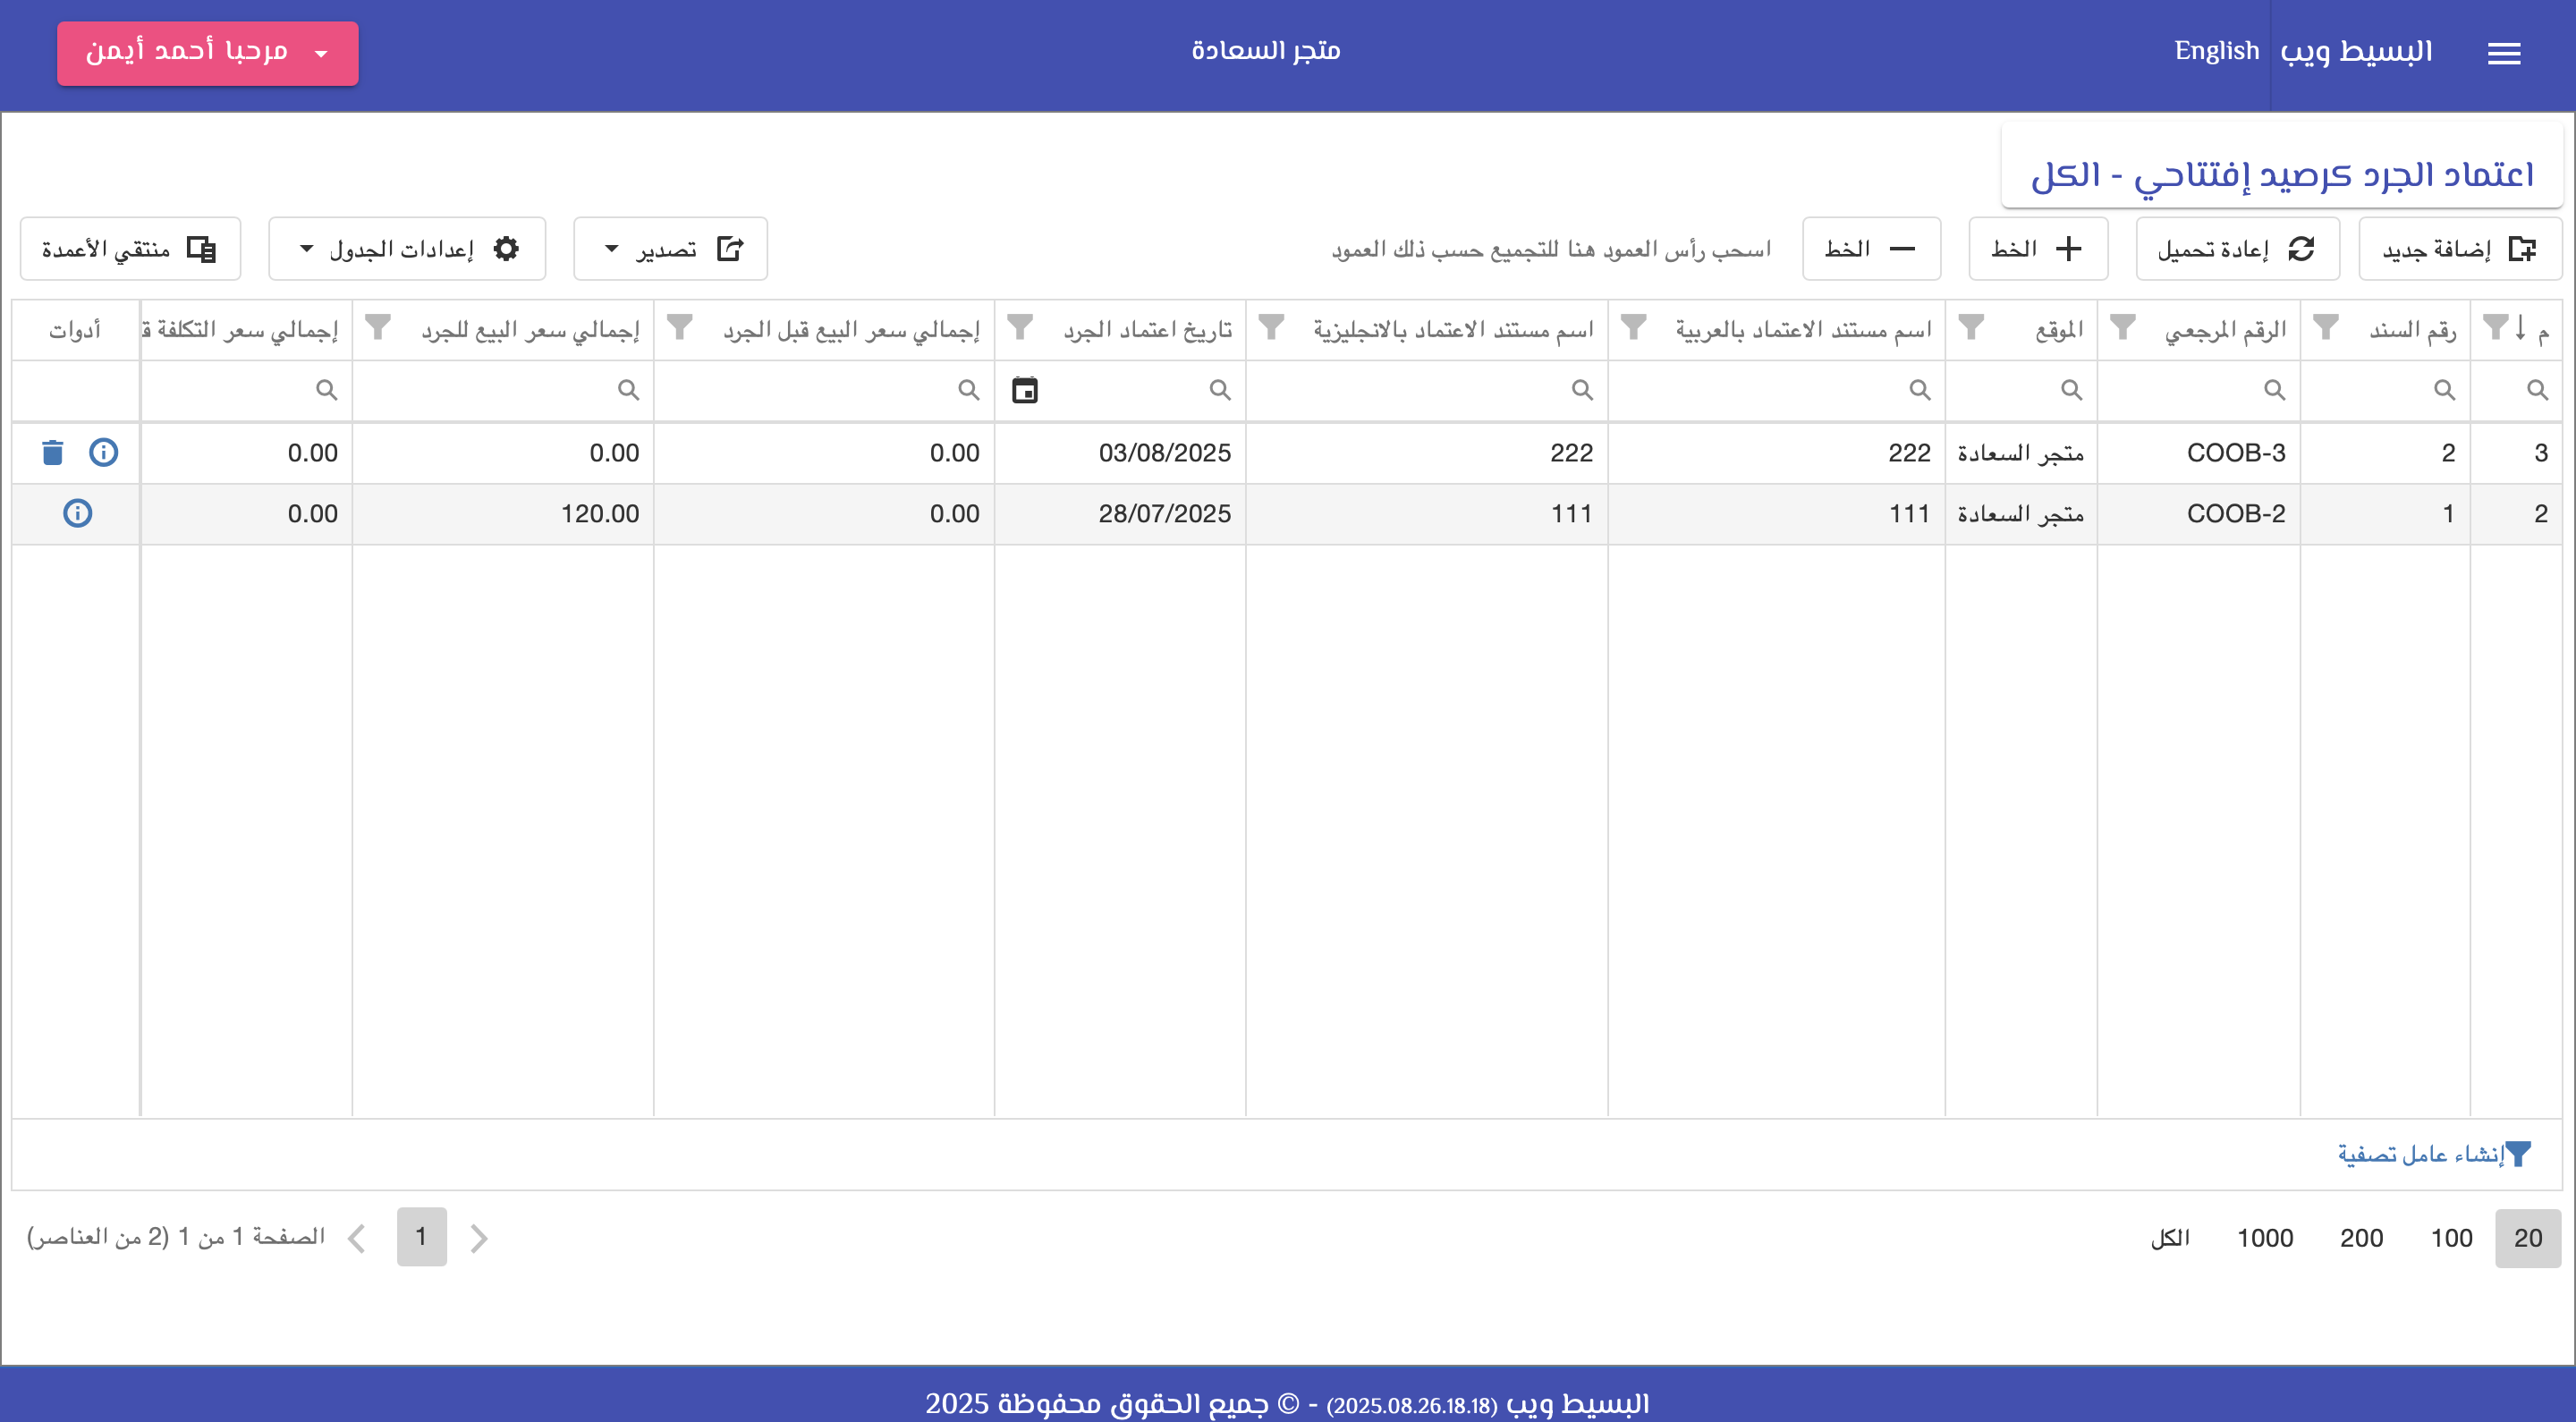 البسيط ويب English
متجر السعادة
مرحبا أحمد أيمن
اعتماد الجرد كرصيد إفتتاحي - الكل
إضافة جديد
إعادة تحميل
الخط
الخط
اسحب رأس العمود هنا للتجميع حسب ذلك العمود
تصدير
إعدادات الجدول
منتقي الأعمدة
م رقم السند الرقم المرجعي الموقع اسم مستند الاعتماد بالعربية اسم مستند الاعتماد بالانجليزية تاريخ اعتماد الجرد إجمالي سعر البيع قبل الجرد إجمالي سعر البيع للجرد إجمالي سعر التكلفة ق أدوات
3 2 COOB-3 متجر السعادة 222 222 03/08/2025 0.00 0.00 0.00
2 1 COOB-2 متجر السعادة 111 111 28/07/2025 0.00 120.00 0.00
إنشاء عامل تصفية
20 100 200 1000 الكل
1
الصفحة 1 من 1 (2 من العناصر)
البسيط ويب (2025.08.26.18.18) - © جميع الحقوق محفوظة 2025